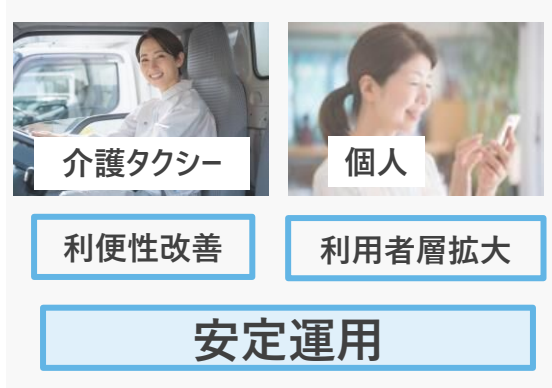 介護タクシー
個人
利便性改善
利用者層拡大
安定運用